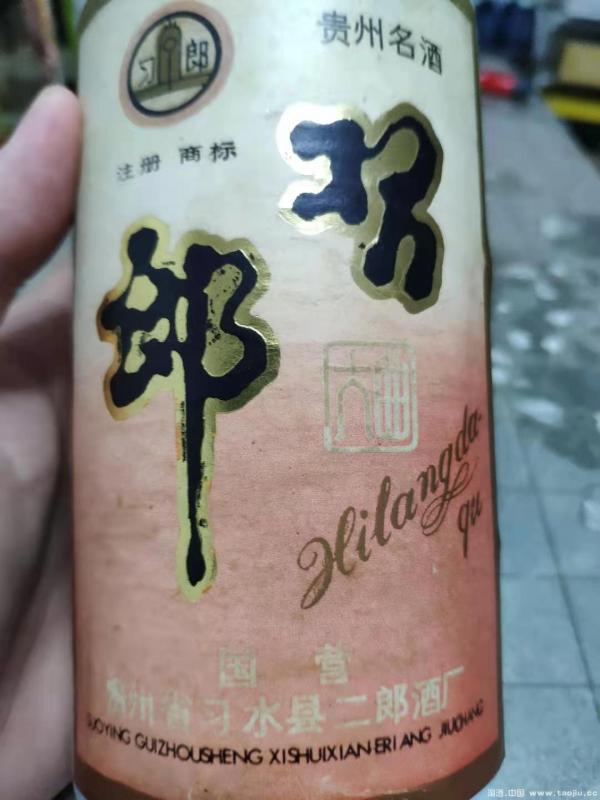 习郎
贵州名酒
注册 商标
习
郎
大曲
Xilang da-
qu
国营
贵州省习水县二郎酒厂
GUOYING GUIZHOUSHENG XISHUIXIAN ERLANG JIUCHANG
淘酒.中国 www.taojiu.cc